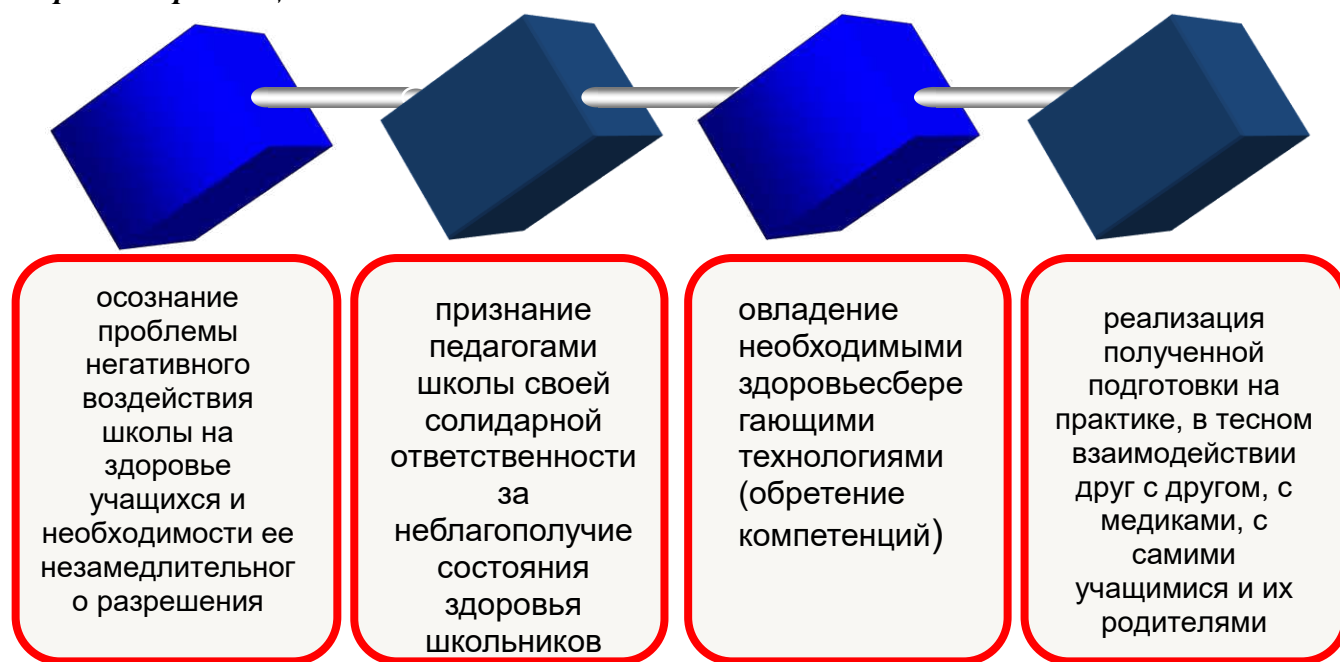 осознание
проблемы
негативного
воздействия
школы на
здоровье
учащихся и
необходимости ее
незамедлительног
о разрешения
признание
педагогами
школы своей
солидарной
ответственности
за
неблагополучие
состояния
здоровья
школьников
овладение
необходимыми
здоровьесбере
гающими
технологиями
(обретение
компетенций)
реализация
полученной
подготовки на
практике, в тесном
взаимодействии
друг с другом, с
медиками, с
самими
учащимися и их
родителями